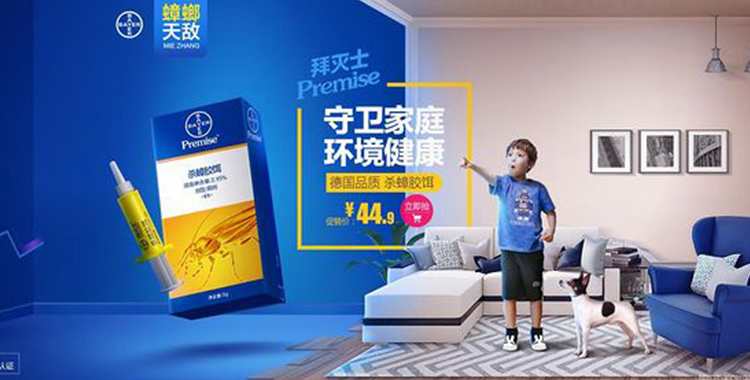 BAYER
蟑螂
天敌
MIE ZHANG
拜灭士
Premise
守卫家庭
环境健康
德国品质 杀蟑胶饵
促销价: ¥44.9
立即抢
BAYER
Premise
杀蟑胶饵
认证